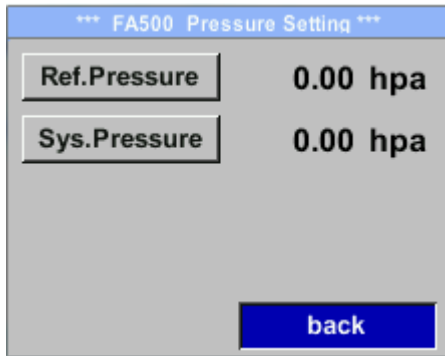 *** FA500 Pressure Setting ***
Ref.Pressure 0.00 hpa
Sys.Pressure 0.00 hpa
back